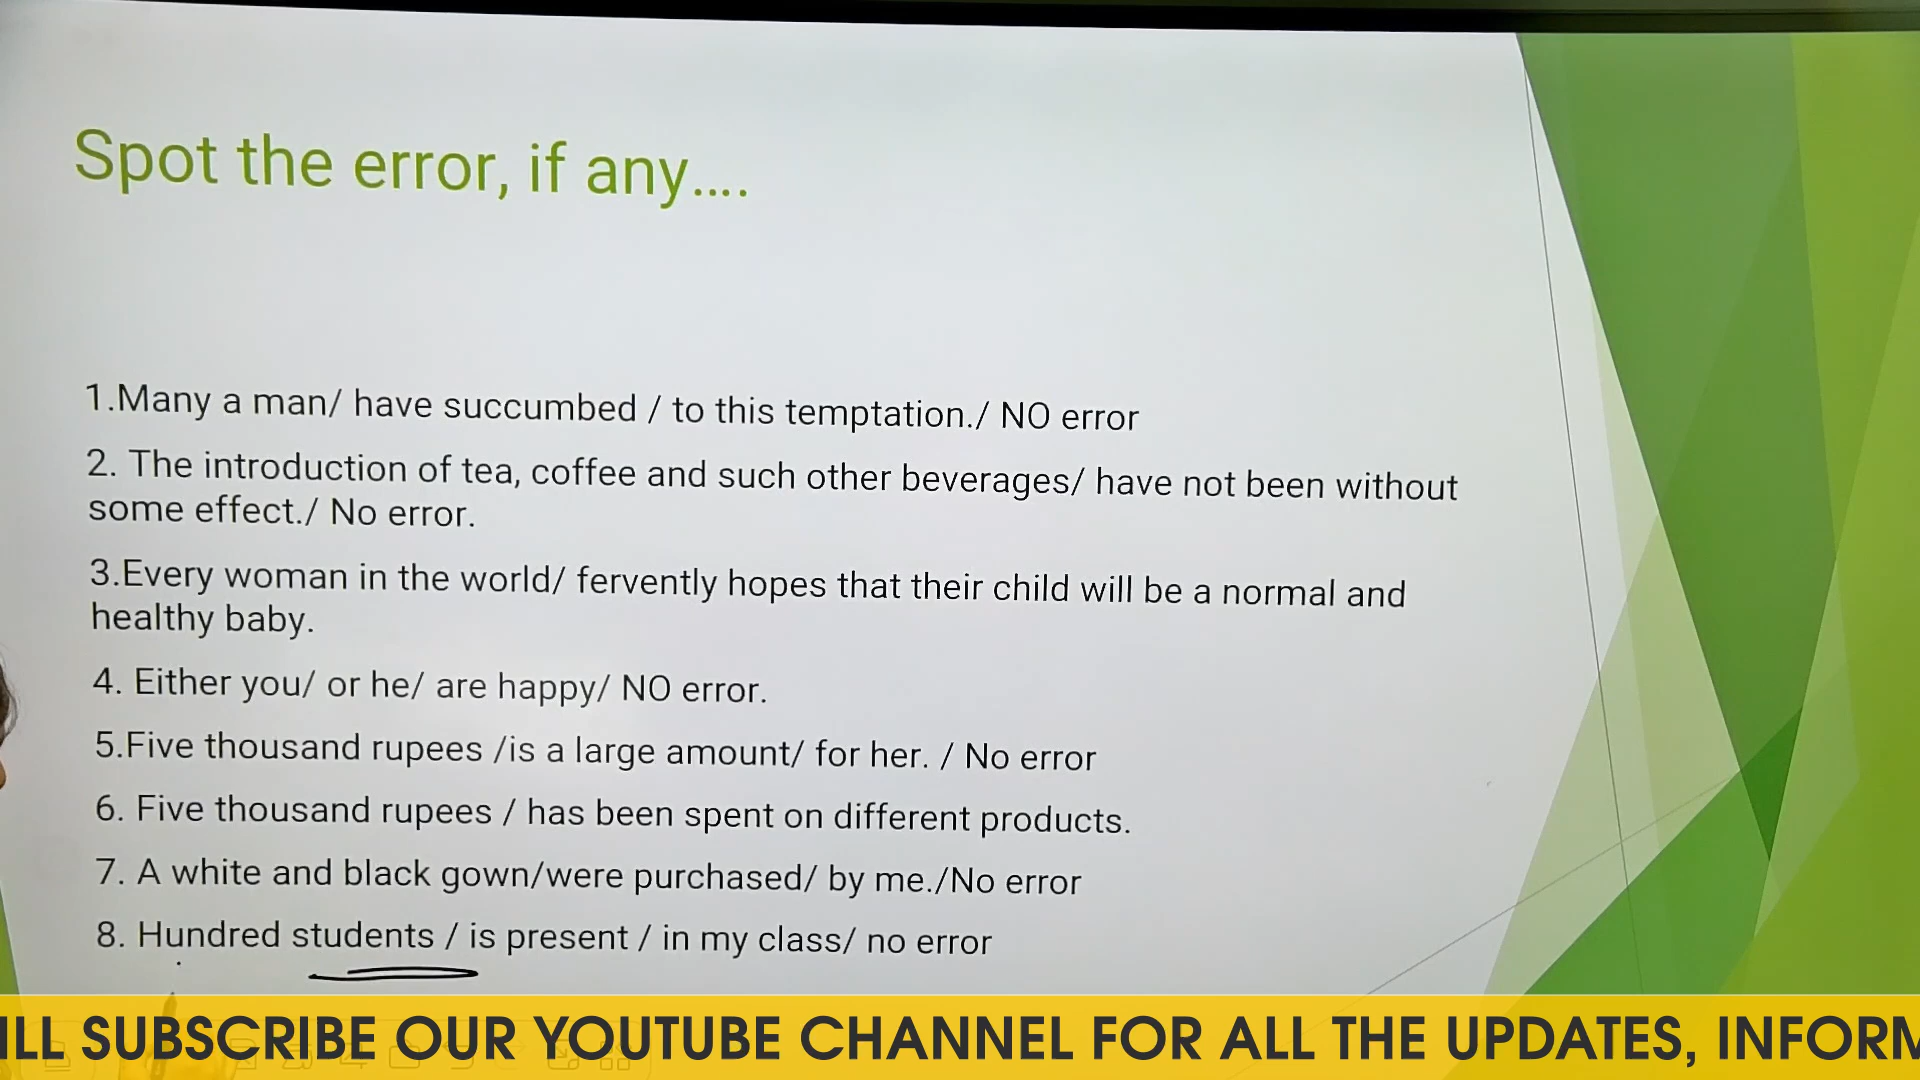 Spot the error, if any....
1.Many a man/ have succumbed / to this temptation./ NO error
2. The introduction of tea, coffee and such other beverages/ have not been without
some effect./ No error.
3.Every woman in the world/ fervently hopes that their child will be a normal and
healthy baby.
4. Either you/ or he/ are happy/ NO error.
5.Five thousand rupees /is a large amount/ for her. / No error
6. Five thousand rupees / has been spent on different products.
7. A white and black gown/were purchased/ by me./No error
8. Hundred students / is present / in my class/ no error
SUBSCRIBE OUR YOUTUBE CHANNEL FOR ALL THE UPDATES,